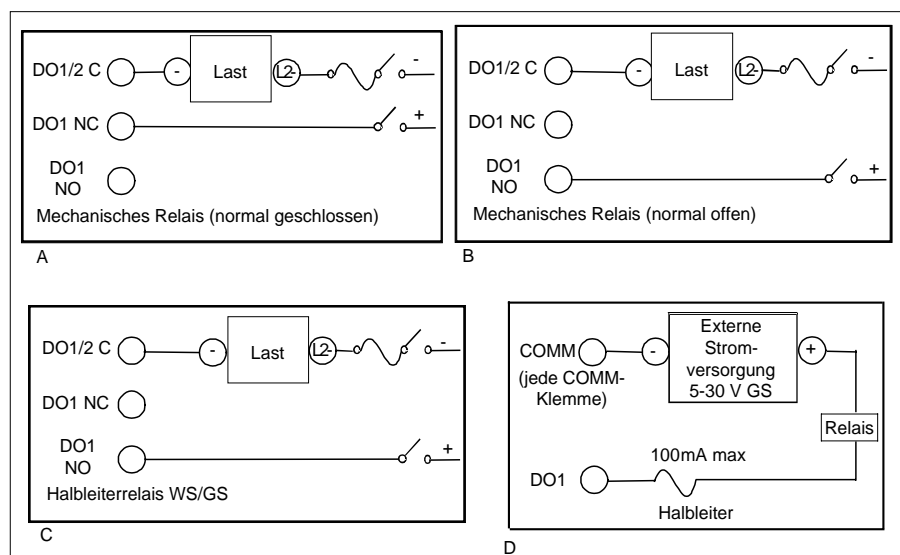 DO1/2 C
-
Last
L2-
-
DO1 NC
+
DO1
NO
Mechanisches Relais (normal geschlossen)
A
DO1/2 C
-
Last
L2-
-
DO1 NC
DO1
NO
+
Mechanisches Relais (normal offen)
B
DO1/2 C
-
Last
L2-
-
DO1 NC
DO1
NO
+
Halbleiterrelais WS/GS
C
COMM
(jede COMM-
Klemme)
-
Externe
Strom-
versorgung
5-30 V GS
+
Relais
100mA max
DO1
Halbleiter
D